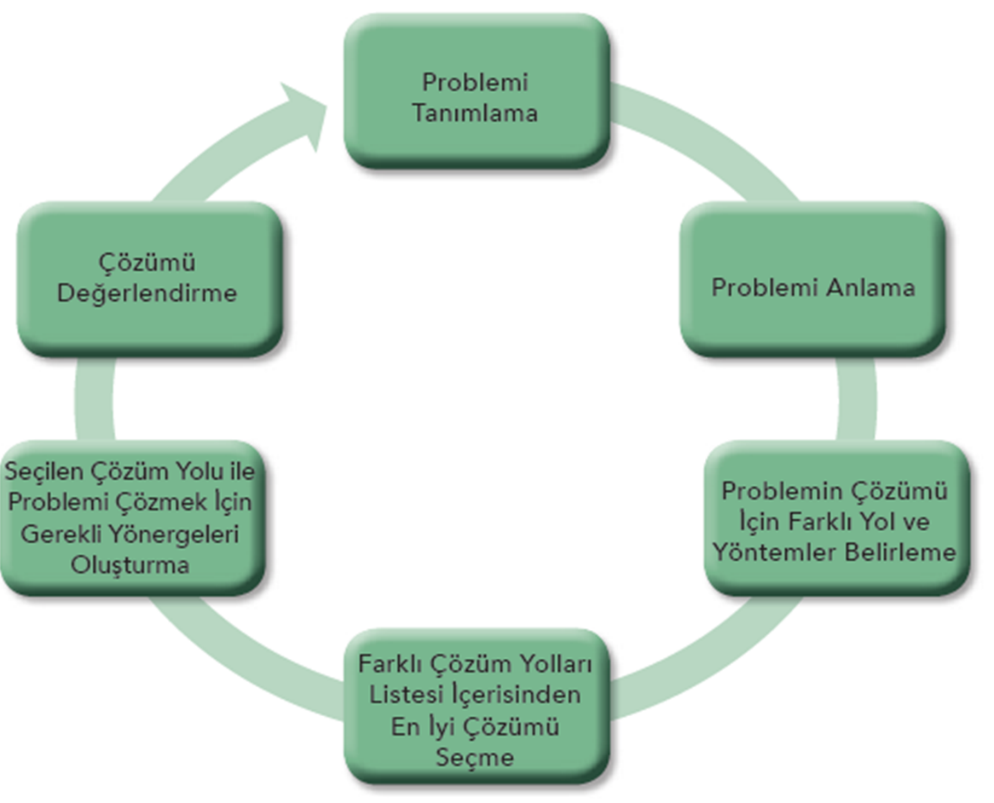 Problemi
Tanımlama
Problemi Anlama
Problemin Çözümü
İçin Farklı Yol ve
Yöntemler Belirleme
Farklı Çözüm Yolları
Listesi İçerisinden
En İyi Çözümü
Seçme
Seçilen Çözüm Yolu ile
Problemi Çözmek İçin
Gerekli Yönergeleri
Oluşturma
Çözümü
Değerlendirme